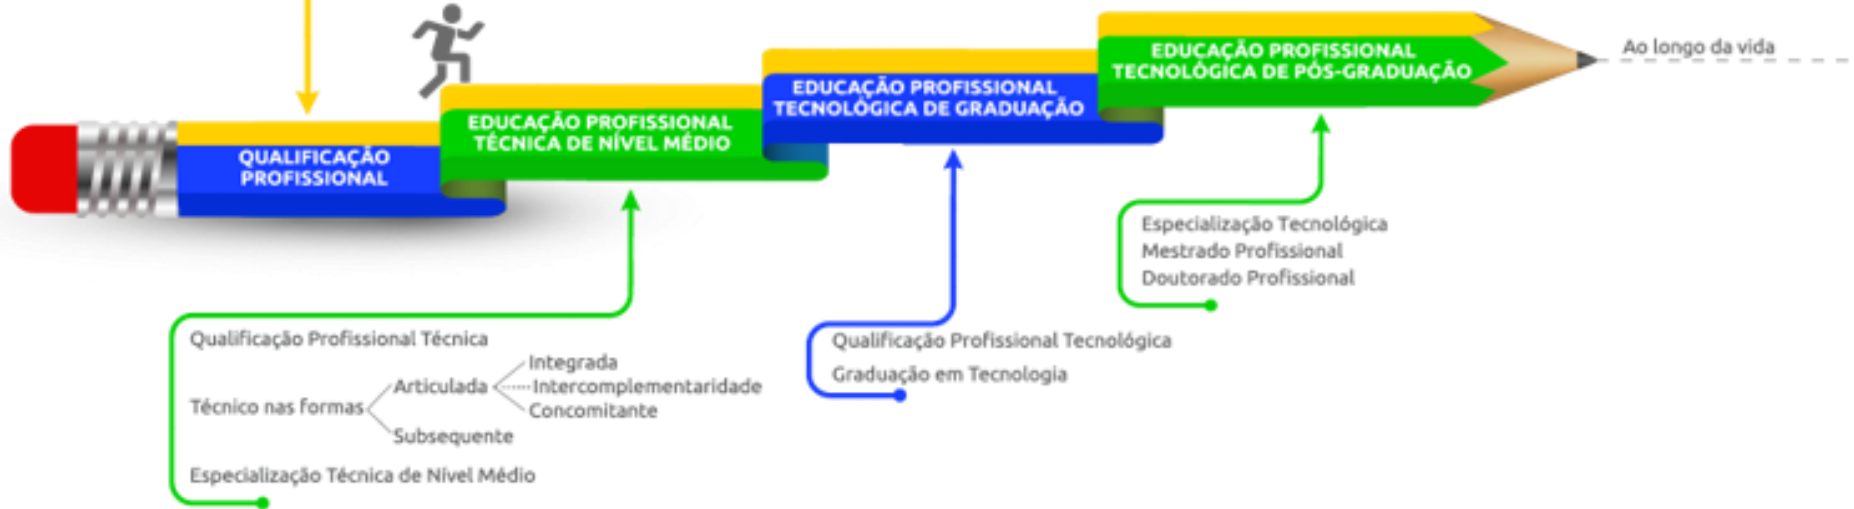 EDUCAÇÃO PROFISSIONAL
TECNOLÓGICA DE PÓS-GRADUAÇÃO
Ao longo da vida
EDUCAÇÃO PROFISSIONAL
TECNOLÓGICA DE GRADUAÇÃO
EDUCAÇÃO PROFISSIONAL
TÉCNICA DE NÍVEL MÉDIO
QUALIFICAÇÃO
PROFISSIONAL
Especialização Tecnológica
Mestrado Profissional
Doutorado Profissional
Qualificação Profissional Técnica
Técnico nas formas
Articulada
Integrada
Intercomplementaridade
Concomitante
Subsequente
Especialização Técnica de Nível Médio
Qualificação Profissional Tecnológica
Graduação em Tecnologia